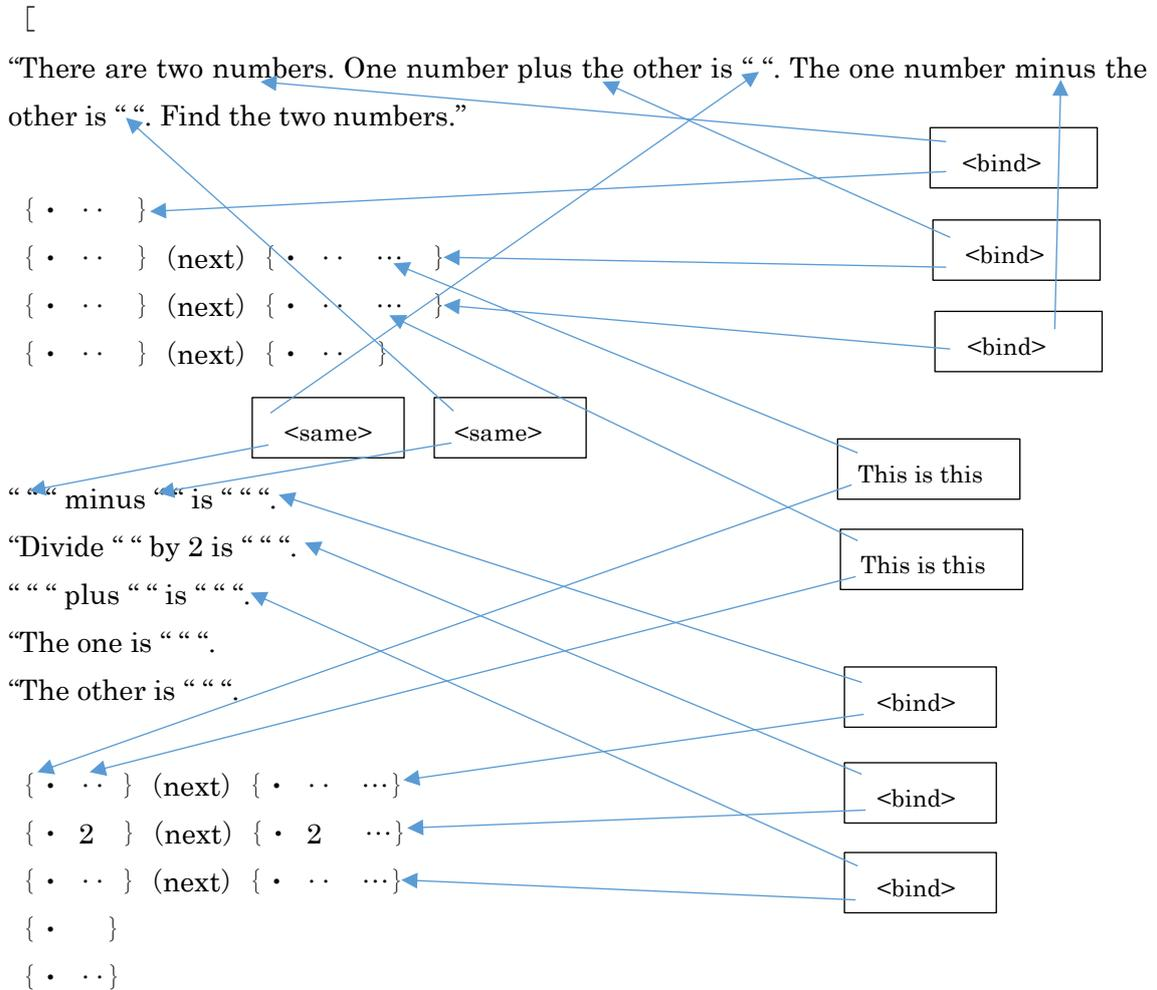 [
“There are two numbers. One number plus the other is “ “. The one number minus the
other is “ “. Find the two numbers.”
<bind>
{ ・ ‥ }
<bind>
{ ・ ‥ } (next) { ・ ‥ … }
{ ・ ‥ } (next) { ・ ‥ … }
<bind>
{ ・ ‥ } (next) { ・ ‥ }
<same> <same>
This is this
“ “ “ minus “ “ is “ “ “.
“Divide “ “ by 2 is “ “ “.
This is this
“ “ “ plus “ “ is “ “ “.
“The one is “ “ “.
“The other is “ “ “.
<bind>
{ ・ ‥ } (next) { ・ ‥ …}
<bind>
{ ・ 2 } (next) { ・ 2 …}
{ ・ ‥ } (next) { ・ ‥ …}
<bind>
{ ・ }
{ ・ ‥}